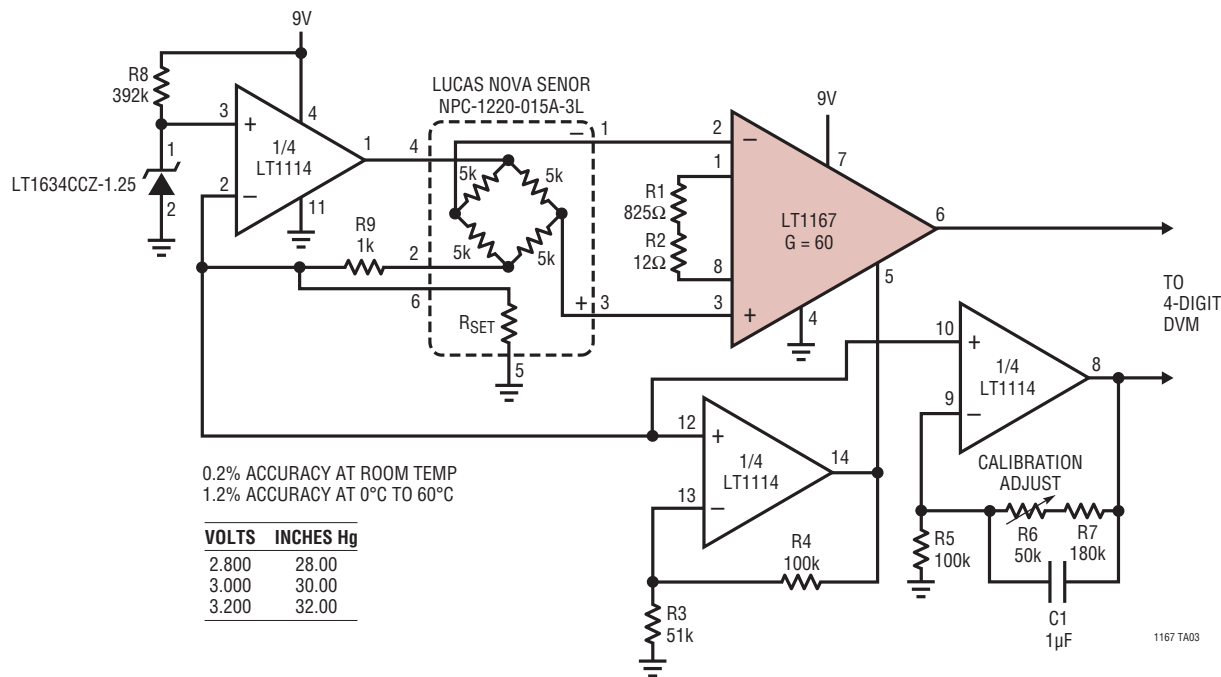 9V
R8
392k
LT1634CCZ-1.25
1
2
3
2
+
–
4
11
1
1/4
LT1114
LUCAS NOVA SENOR
NPC-1220-015A-3L
4
5k
5k
5k
5k
–
1
+
3
R9
1k
2
6
RSET
5
9V
2
–
1
7
R1
825Ω
R2
12Ω
LT1167
G = 60
6
8
3
+
4
5
TO
4-DIGIT
DVM
10
+
1/4
LT1114
8
9
–
12
+
1/4
LT1114
14
13
–
CALIBRATION
ADJUST
R6
50k
R7
180k
R5
100k
C1
1µF
R4
100k
R3
51k
0.2% ACCURACY AT ROOM TEMP
1.2% ACCURACY AT 0°C TO 60°C
VOLTS INCHES Hg
2.800 28.00
3.000 30.00
3.200 32.00
1167 TA03